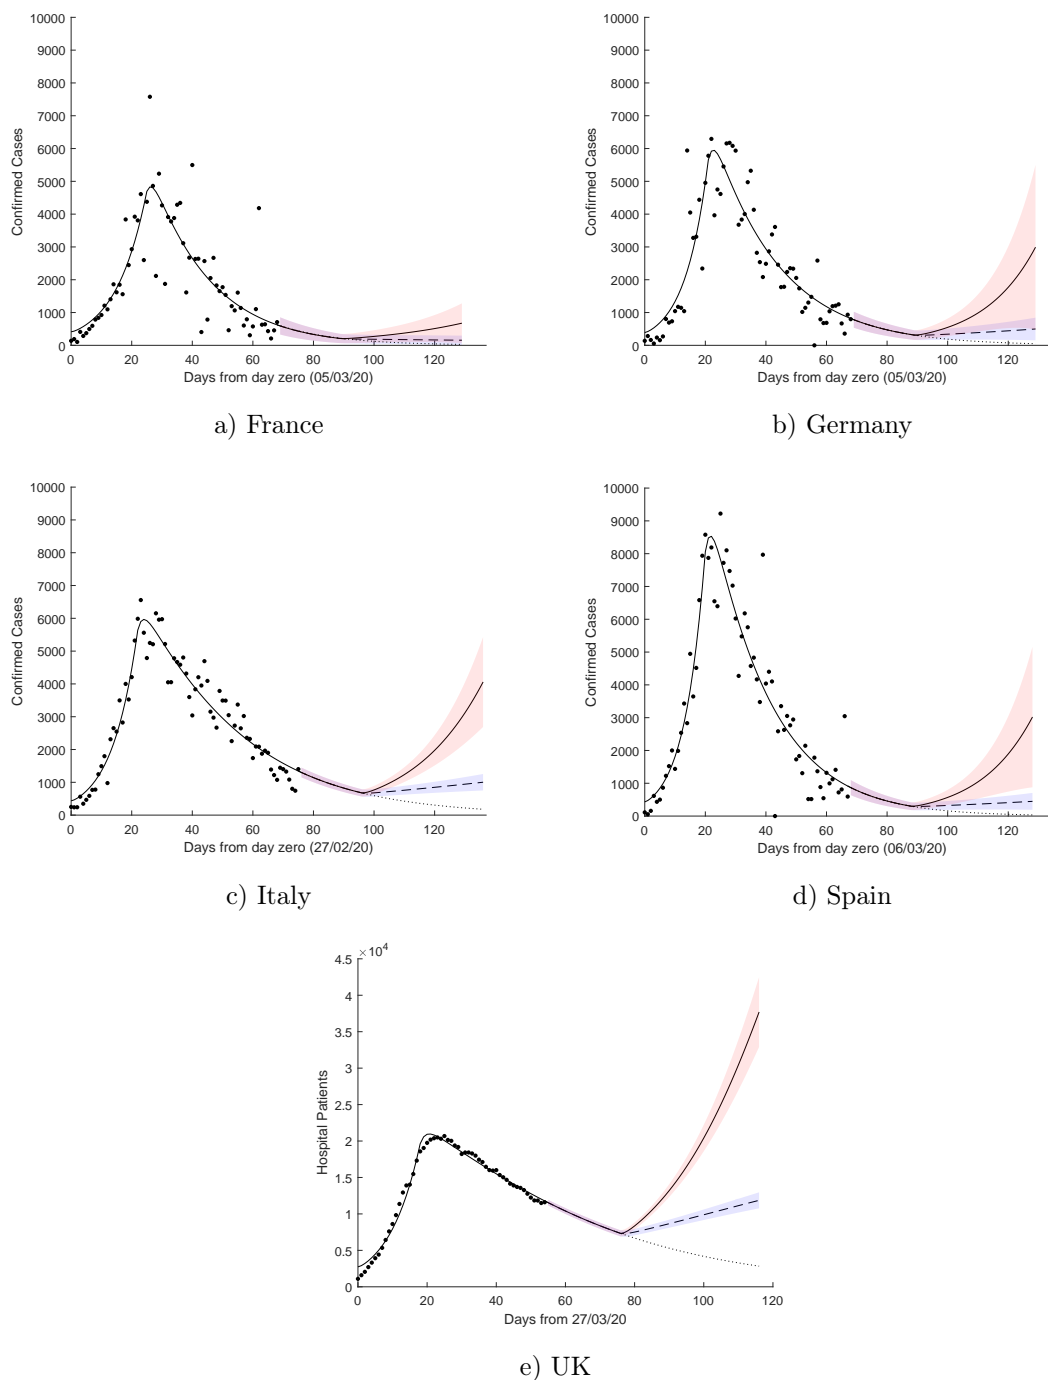 10000
9000
8000
7000
6000
5000
4000
3000
2000
1000
0
Confirmed Cases
0 20 40 60 80 100 120
Days from day zero (05/03/20)
a) France
10000
9000
8000
7000
6000
5000
4000
3000
2000
1000
0
Confirmed Cases
0 20 40 60 80 100 120
Days from day zero (05/03/20)
b) Germany
10000
9000
8000
7000
6000
5000
4000
3000
2000
1000
0
Confirmed Cases
0 20 40 60 80 100 120
Days from day zero (27/02/20)
c) Italy
10000
9000
8000
7000
6000
5000
4000
3000
2000
1000
0
Confirmed Cases
0 20 40 60 80 100 120
Days from day zero (06/03/20)
d) Spain
×10⁴
4.5
4
3.5
3
2.5
2
1.5
1
0.5
0
Hospital Patients
0 20 40 60 80 100 120
Days from 27/03/20
e) UK